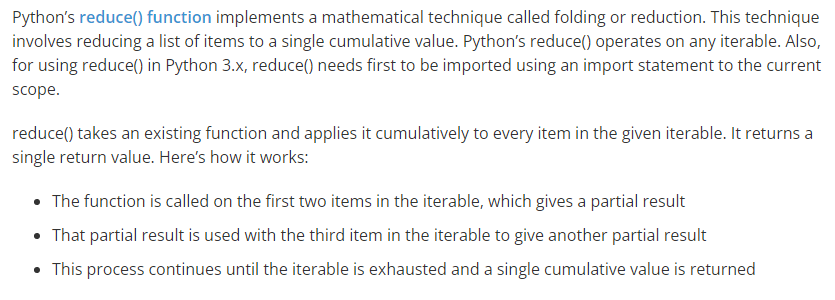 Python’s reduce() function implements a mathematical technique called folding or reduction. This technique
involves reducing a list of items to a single cumulative value. Python’s reduce() operates on any iterable. Also,
for using reduce() in Python 3.x, reduce() needs first to be imported using an import statement to the current
scope.
reduce() takes an existing function and applies it cumulatively to every item in the given iterable. It returns a
single return value. Here’s how it works:
• The function is called on the first two items in the iterable, which gives a partial result
• That partial result is used with the third item in the iterable to give another partial result
• This process continues until the iterable is exhausted and a single cumulative value is returned